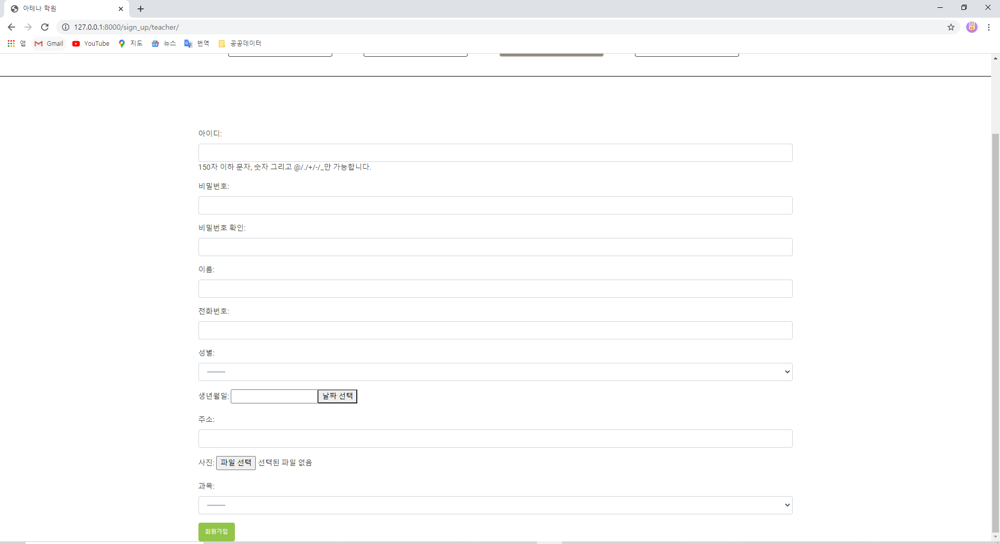 아테나 학원
127.0.0.1:8000/sign_up/teacher/
앱 Gmail YouTube 지도 뉴스 번역 공공데이터
아이디:
150자 이하 문자, 숫자 그리고 @/./+/-/_만 가능합니다.
비밀번호:
비밀번호 확인:
이름:
전화번호:
성별:
---------
생년월일: 날짜 선택
주소:
사진: 파일 선택 선택된 파일 없음
과목:
---------
회원가입